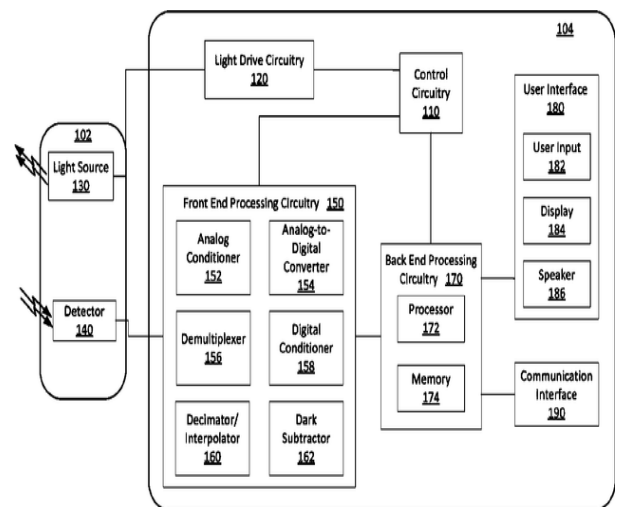 104
Light Drive Circuitry
120
Control
Circuitry
110
User Interface
180
User Input
182
Display
184
Speaker
186
102
Light Source
130
Detector
140
Front End Processing Circuitry 150
Analog
Conditioner
152
Analog-to-
Digital
Converter
154
Demultiplexer
156
Digital
Conditioner
158
Decimator/
Interpolator
160
Dark
Subtractor
162
Back End Processing
Circuitry 170
Processor
172
Memory
174
Communication
Interface
190